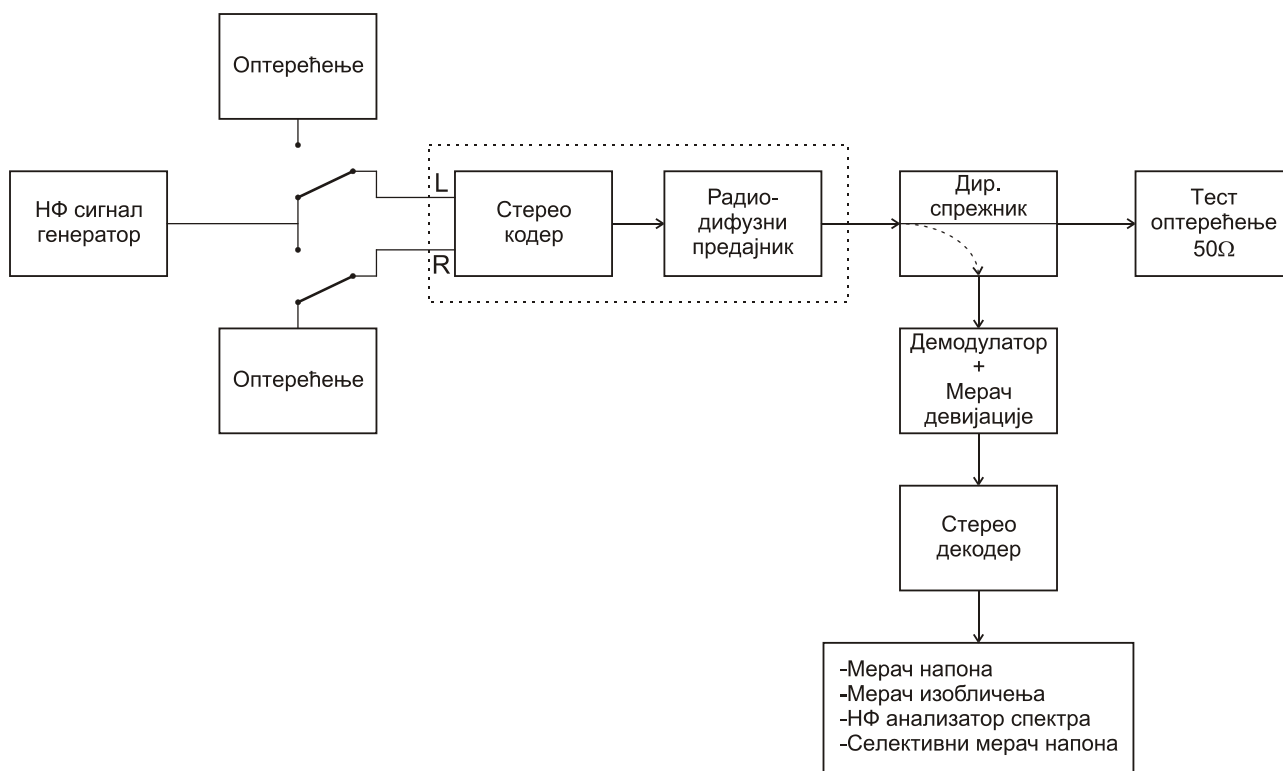 Оптерећење
НФ сигнал
генератор
L
R
Стерео
кодер
Радио-
дифузни
предајник
Дир.
спрежник
Тест
оптерећење
50Ω
Оптерећење
Демодулатор
+
Мерач
девијације
Стерео
декодер
-Мерач напона
-Мерач изобличења
-НФ анализатор спектра
-Селективни мерач напона